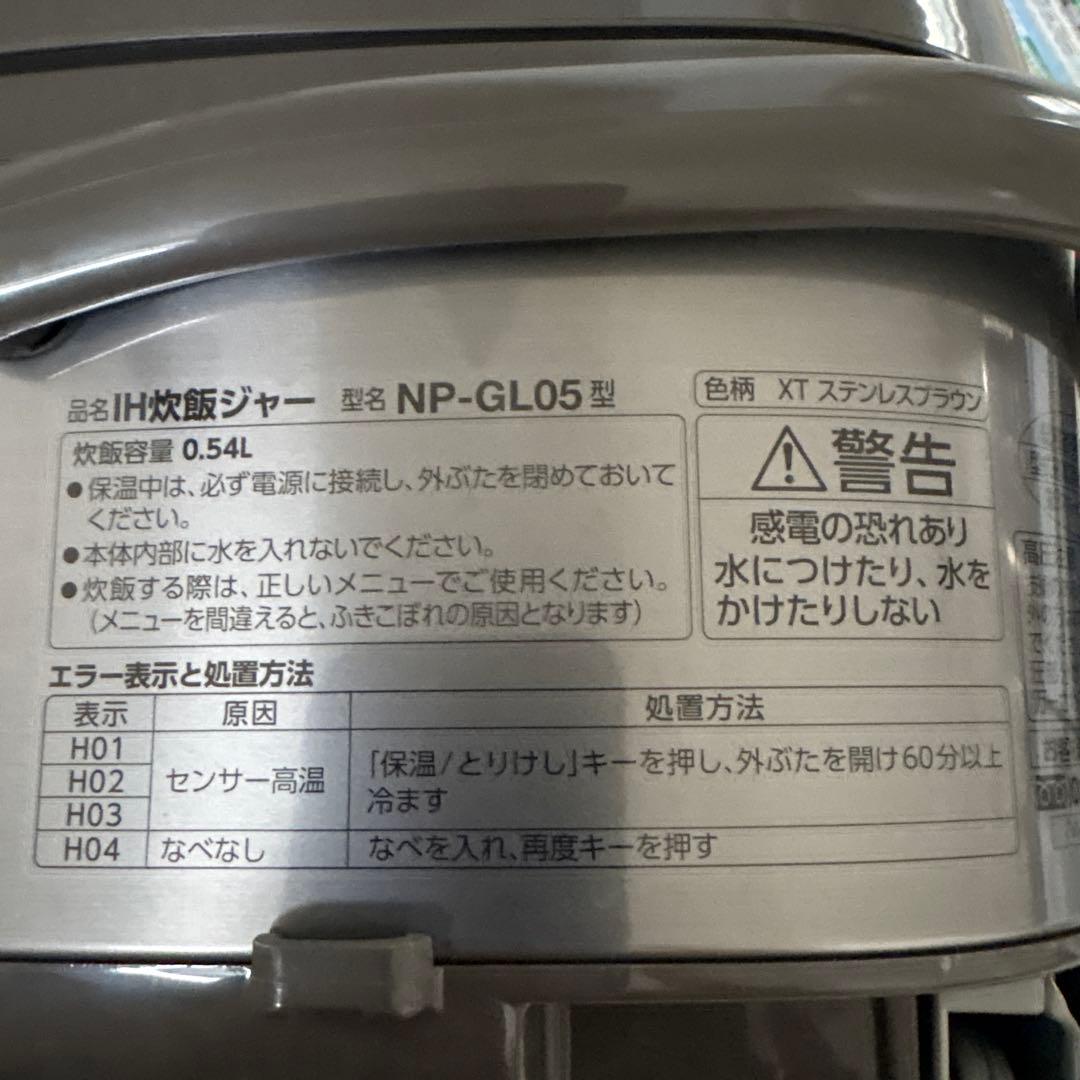 品名 IH炊飯ジャー 型名 NP-GL05 型
色柄 XT ステンレスブラウン
炊飯容量 0.54L
●保温中は、必ず電源に接続し、外ぶたを閉めておいて
ください。
●本体内部に水を入れないでください。
●炊飯する際は、正しいメニューでご使用ください。
(メニューを間違えると、ふきこぼれの原因となります)
警告
感電の恐れあり
水につけたり、水を
かけたりしない
エラー表示と処置方法
表示 原因 処置方法
H01
H02 センサー高温 「保温/とりけし」キーを押し、外ぶたを開け60分以上
冷ます
H03
H04 なべなし なべを入れ、再度キーを押す